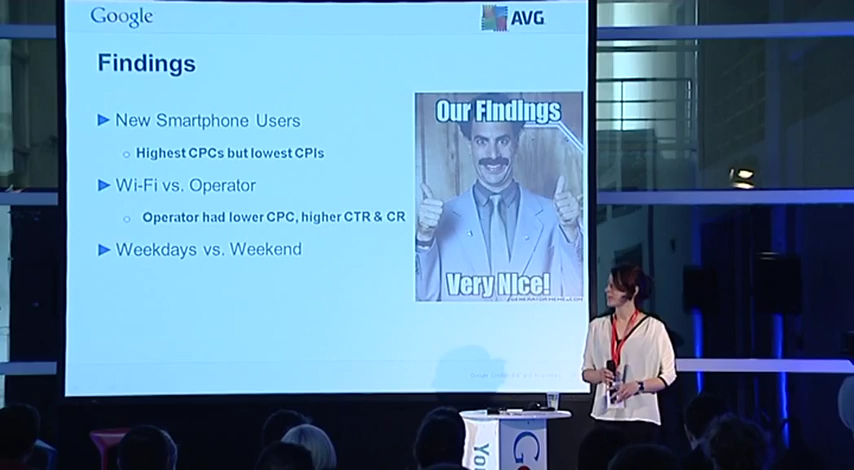 Google
AVG
Findings
New Smartphone Users
Highest CPCs but lowest CPIs
Wi-Fi vs. Operator
Operator had lower CPC, higher CTR & CR
Weekdays vs. Weekend
Our Findings
Very Nice!
Yo
G